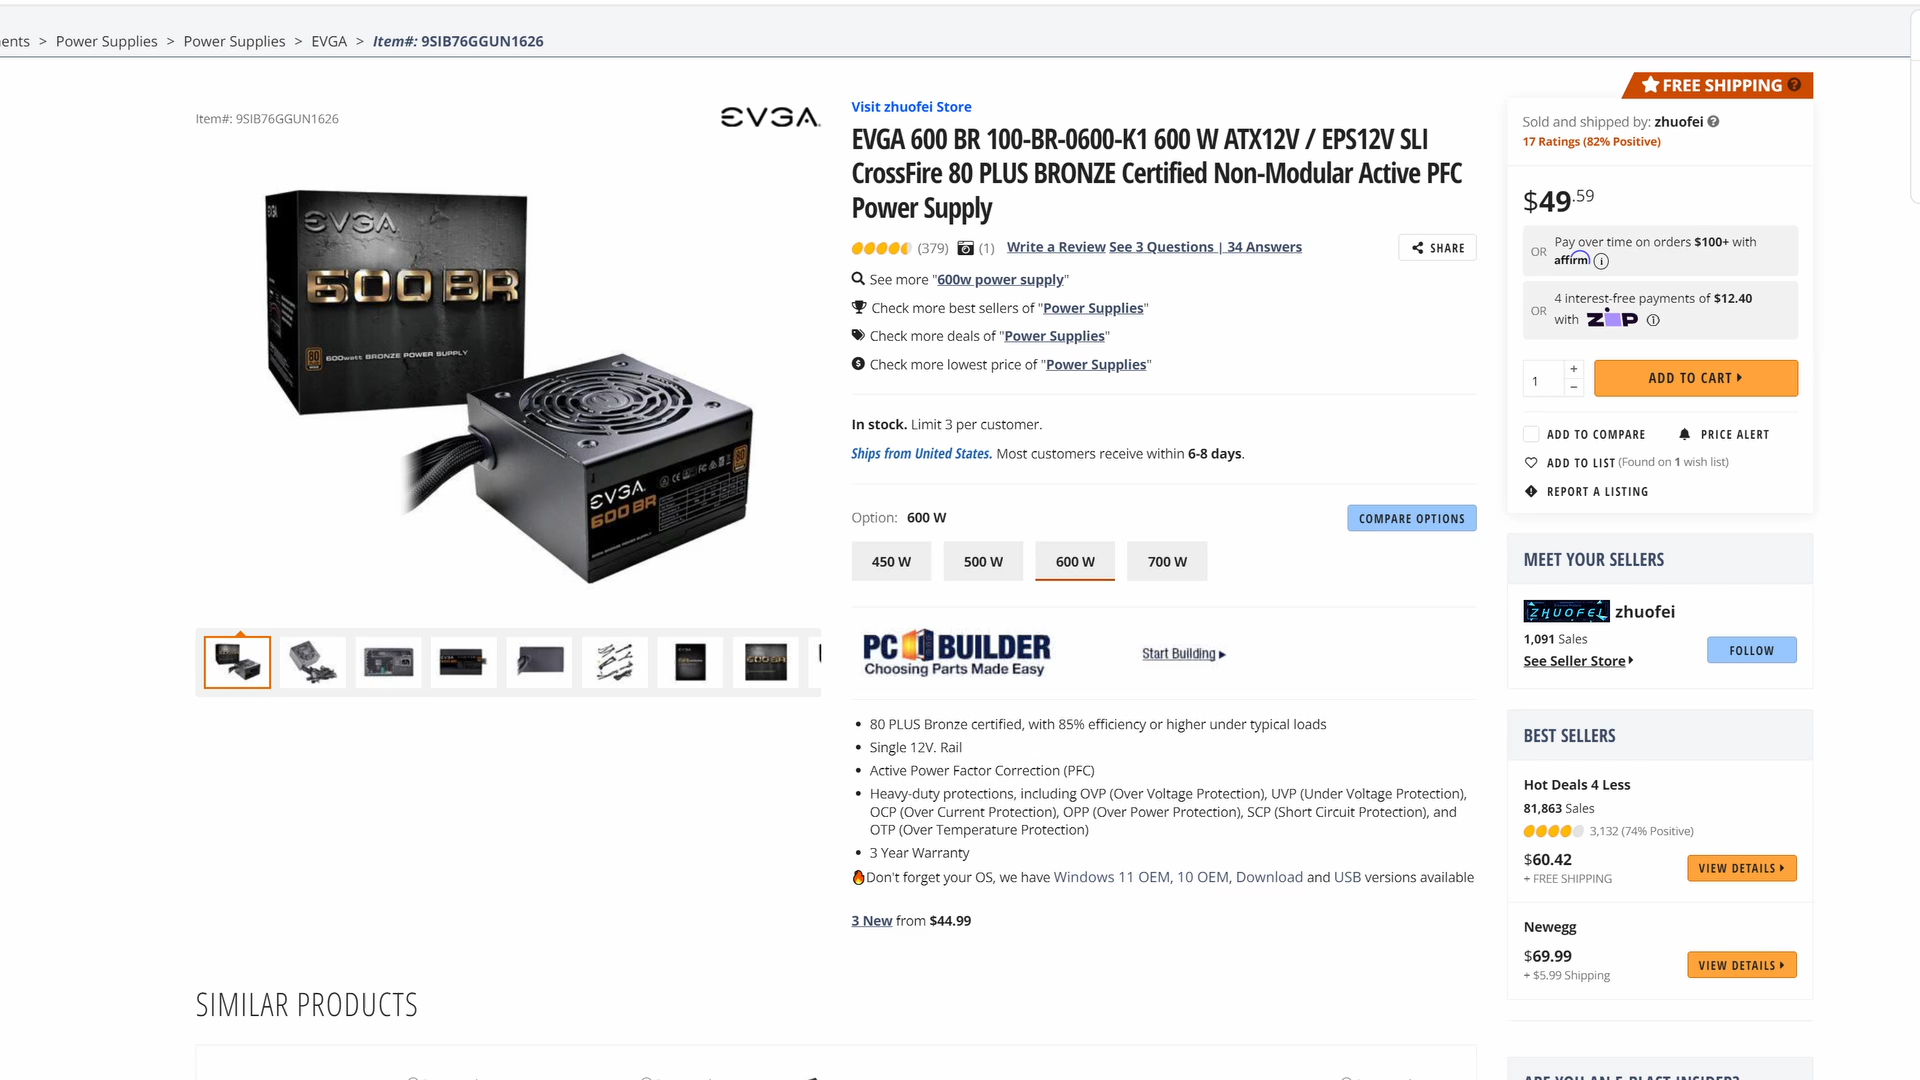 ents > Power Supplies > Power Supplies > EVGA > Item#: 9SIB76GGUN1626
Item#: 9SIB76GGUN1626
EVGA.
EVGA
EVGA
600 BR
80
600watt BRONZE POWER SUPPLY
EVGA.
600 BR
80
Visit zhuofei Store
EVGA 600 BR 100-BR-0600-K1 600 W ATX12V / EPS12V SLI
CrossFire 80 PLUS BRONZE Certified Non-Modular Active PFC
Power Supply
(379) (1) Write a Review See 3 Questions | 34 Answers
SHARE
See more "600w power supply"
Check more best sellers of "Power Supplies"
Check more deals of "Power Supplies"
Check more lowest price of "Power Supplies"
In stock. Limit 3 per customer.
Ships from United States. Most customers receive within 6-8 days.
Option: 600 W
COMPARE OPTIONS
450 W 500 W 600 W 700 W
PC BUILDER
Choosing Parts Made Easy
Start Building
• 80 PLUS Bronze certified, with 85% efficiency or higher under typical loads
• Single 12V. Rail
• Active Power Factor Correction (PFC)
• Heavy-duty protections, including OVP (Over Voltage Protection), UVP (Under Voltage Protection),
OCP (Over Current Protection), OPP (Over Power Protection), SCP (Short Circuit Protection), and
OTP (Over Temperature Protection)
• 3 Year Warranty
🔥Don't forget your OS, we have Windows 11 OEM, 10 OEM, Download and USB versions available
3 New from $44.99
FREE SHIPPING ?
Sold and shipped by: zhuofei ?
17 Ratings (82% Positive)
$49.59
OR Pay over time on orders $100+ with
affirm i
OR 4 interest-free payments of $12.40
with ZIP i
1 + −
ADD TO CART
ADD TO COMPARE PRICE ALERT
ADD TO LIST (Found on 1 wish list)
REPORT A LISTING
MEET YOUR SELLERS
ZHUOFEI zhuofei
1,091 Sales
See Seller Store
FOLLOW
BEST SELLERS
Hot Deals 4 Less
81,863 Sales
3,132 (74% Positive)
$60.42
+ FREE SHIPPING
VIEW DETAILS
Newegg
$69.99
+ $5.99 Shipping
VIEW DETAILS
SIMILAR PRODUCTS